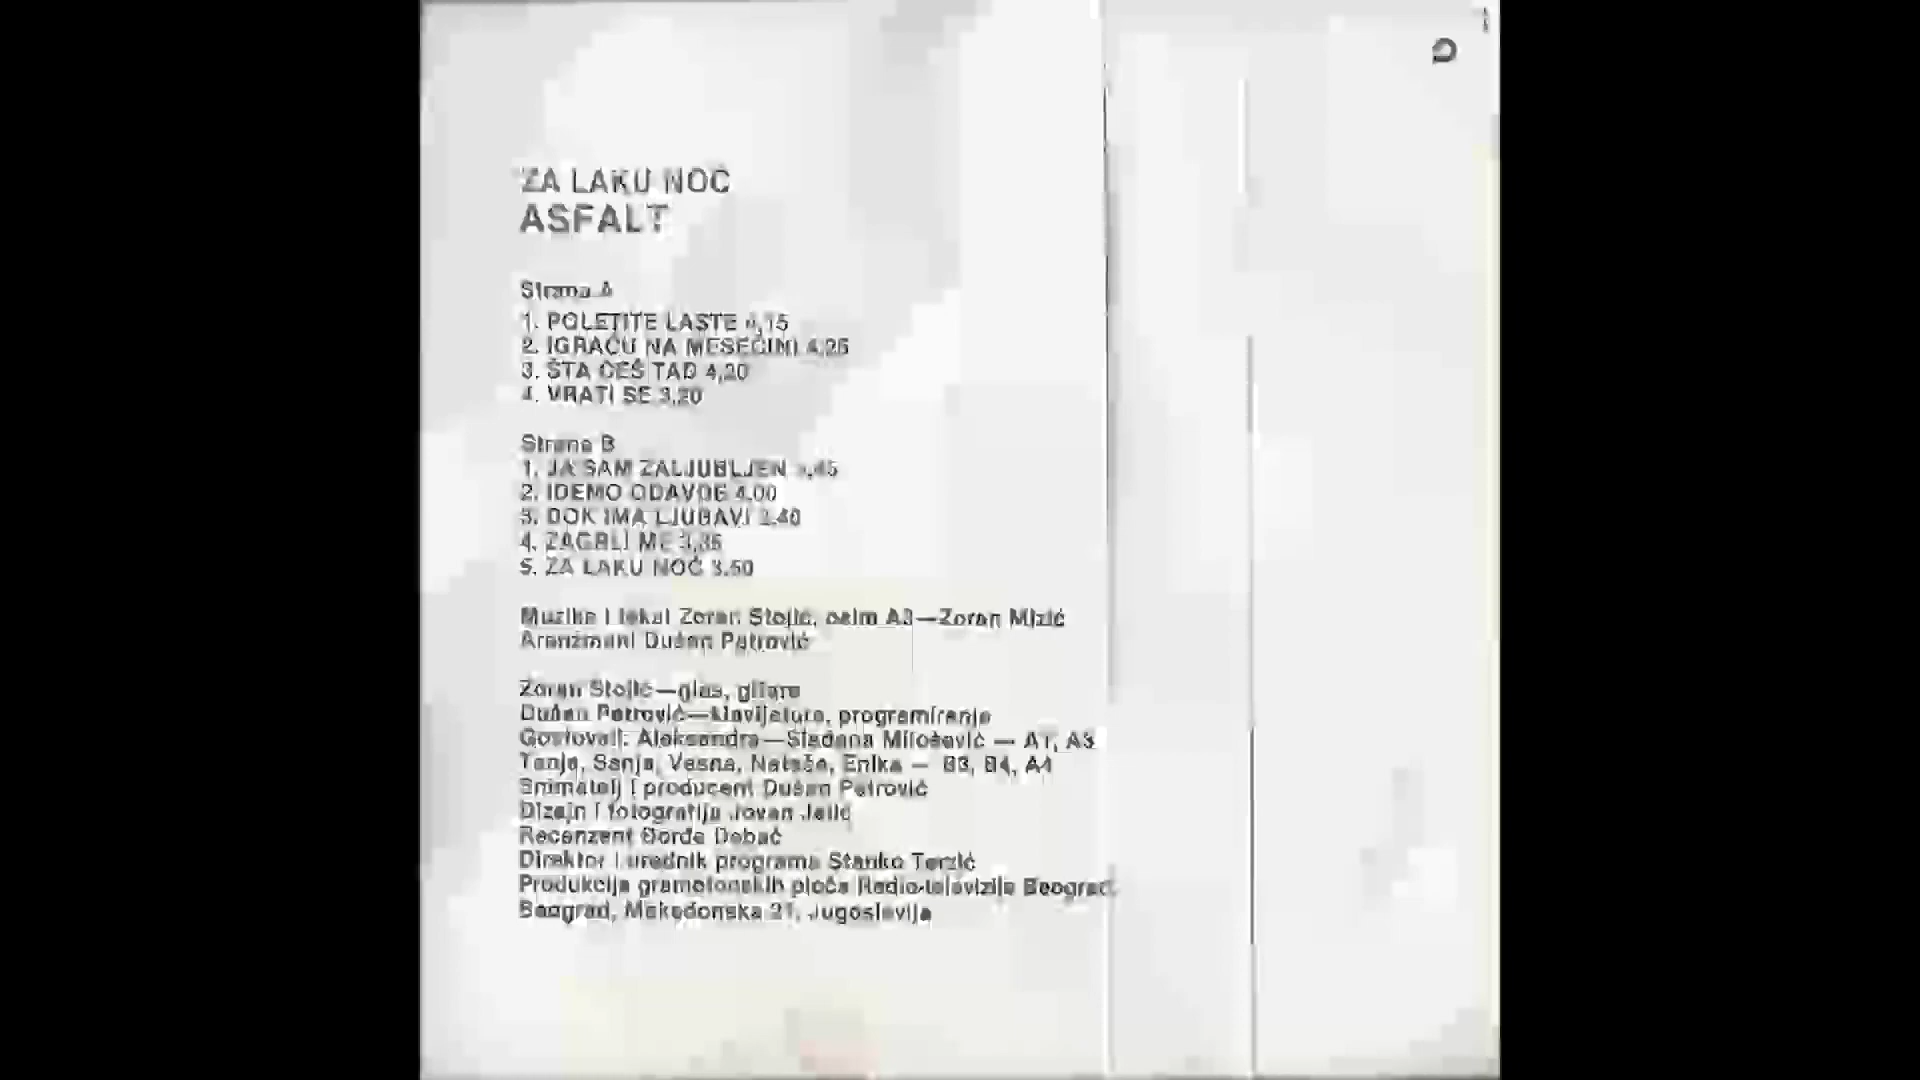 ZA LAKU NOĆ
ASFALT
Strana A
1. POLETITE LASTE 4,15
2. IGRAĆU NA MESEČINI 4,25
3. ŠTA ĆEŠ TAD 4,20
4. VRATI SE 3,20
Strana B
1. JA SAM ZALJUBLJEN
2. IDEMO ODAVDE 4.00
3. DOK IMA LJUBAVI
4. ZAGRLI ME
5. ZA LAKU NOĆ 3.50
Muzika i tekst Zoran Stojić, osim A3—Zoran Mizić
Aranžmani Dušan Petrović
Zoran Stojić—glas, gitare
Dušan Petrović—klavijature, programiranje
Gostovali: Aleksandra—Slađana Milošević — A1, A3
Tanja, Sanja, Vesna, Nataša, Enika — B3, B4, A4
Snimatelj i producent Dušan Petrović
Dizajn i fotografija Jovan
Recenzent Đorđe Debač
Direktor i urednik programa Stanko Terzić
Produkcija gramofonskih ploča Radio-televizije Beograd
Beograd, Makedonska 21, Jugoslavija